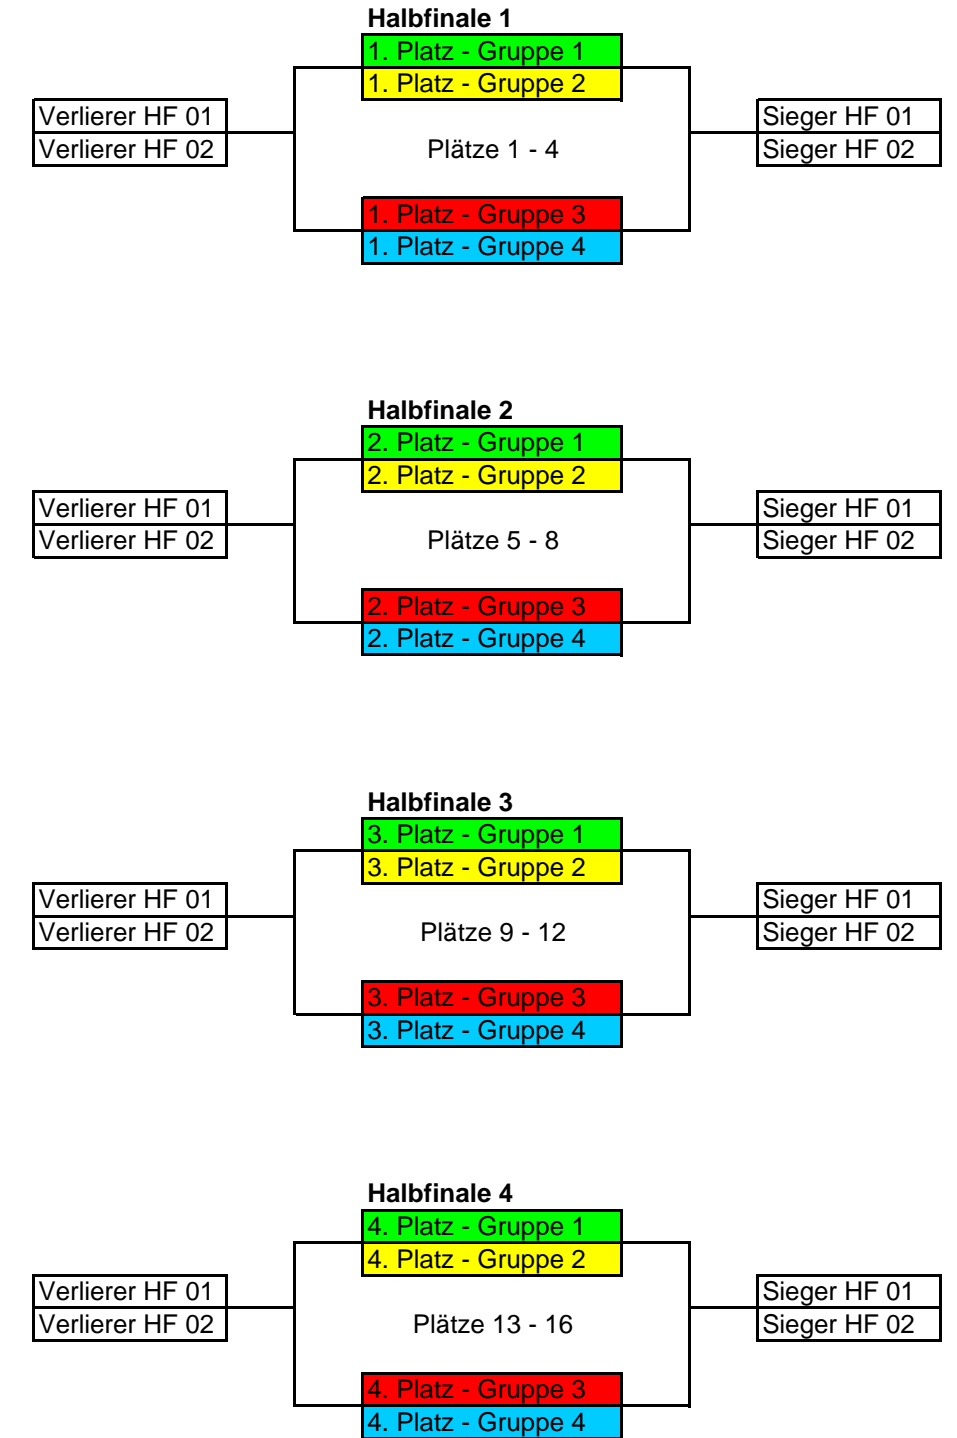 Halbfinale 1
1. Platz - Gruppe 1
1. Platz - Gruppe 2
Verlierer HF 01
Sieger HF 01
Verlierer HF 02
Plätze 1 - 4
Sieger HF 02
1. Platz - Gruppe 3
1. Platz - Gruppe 4
Halbfinale 2
2. Platz - Gruppe 1
2. Platz - Gruppe 2
Verlierer HF 01
Sieger HF 01
Verlierer HF 02
Plätze 5 - 8
Sieger HF 02
2. Platz - Gruppe 3
2. Platz - Gruppe 4
Halbfinale 3
3. Platz - Gruppe 1
3. Platz - Gruppe 2
Verlierer HF 01
Sieger HF 01
Verlierer HF 02
Plätze 9 - 12
Sieger HF 02
3. Platz - Gruppe 3
3. Platz - Gruppe 4
Halbfinale 4
4. Platz - Gruppe 1
4. Platz - Gruppe 2
Verlierer HF 01
Sieger HF 01
Verlierer HF 02
Plätze 13 - 16
Sieger HF 02
4. Platz - Gruppe 3
4. Platz - Gruppe 4